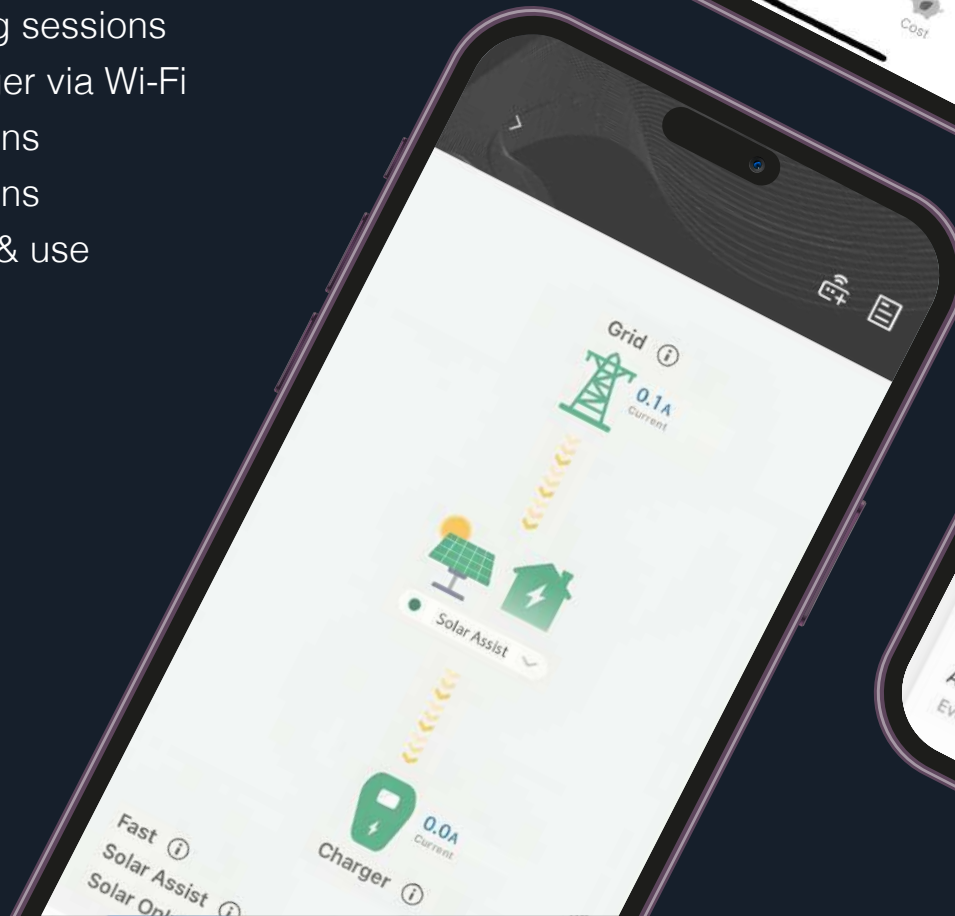 g sessions
er via Wi-Fi
ns
ns
& use
Cost
Grid
0.1A
Current
Solar Assist
0.0A
Current
Charger
Fast
Solar Assist
Solar